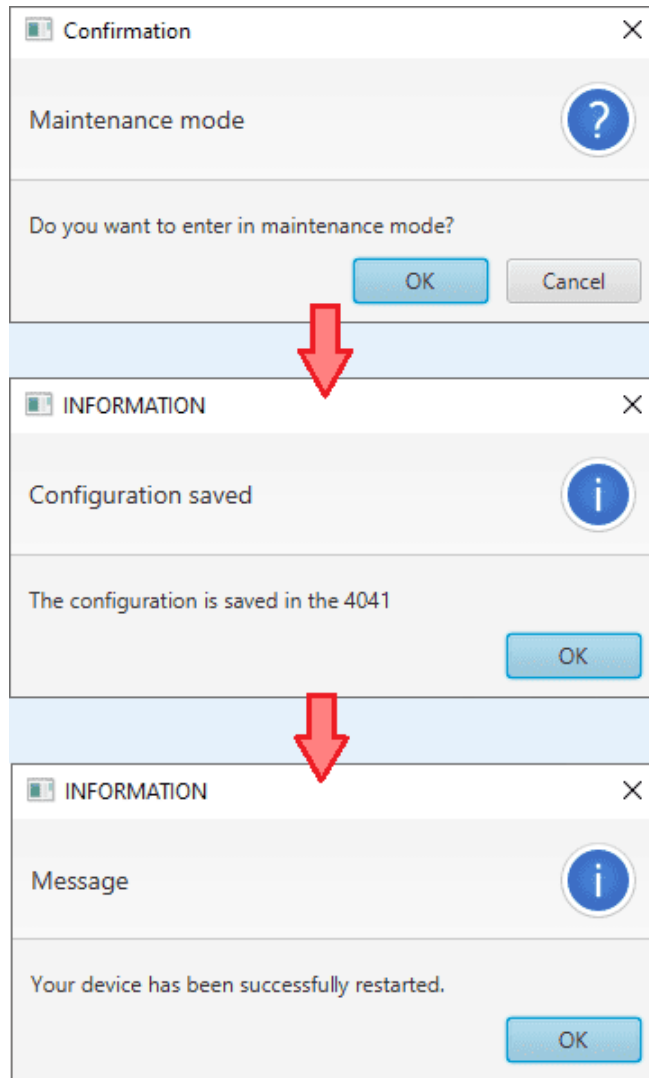 Confirmation
Maintenance mode
?
Do you want to enter in maintenance mode?
OK Cancel
INFORMATION
Configuration saved
i
The configuration is saved in the 4041
OK
INFORMATION
Message
i
Your device has been successfully restarted.
OK